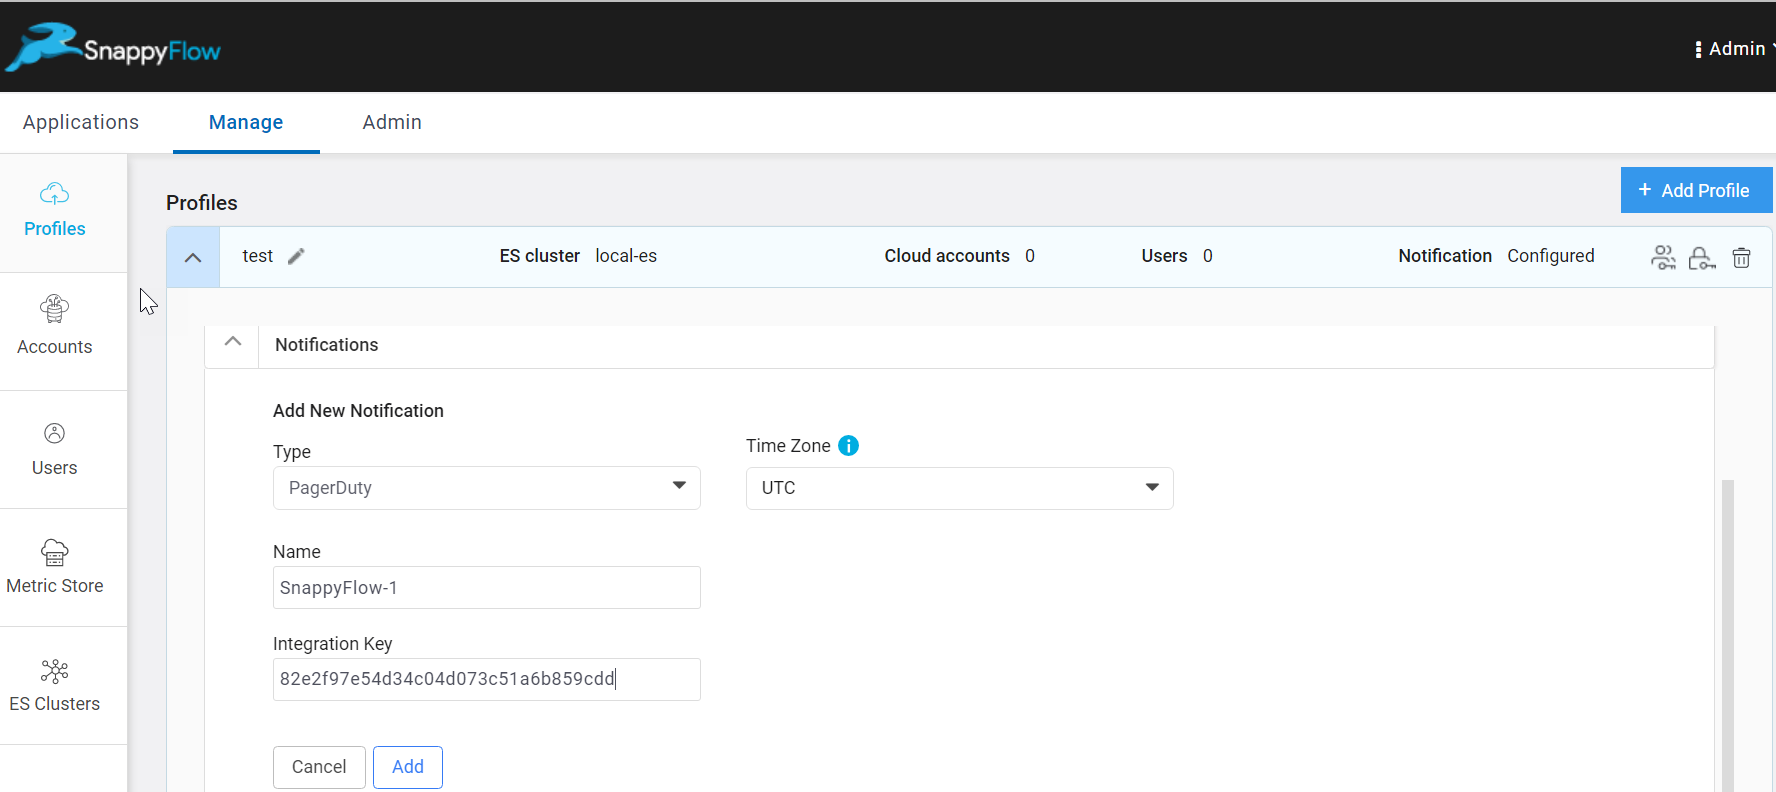 SnappyFlow
Admin
Applications Manage Admin
Profiles
Accounts
Users
Metric Store
ES Clusters
Profiles
+ Add Profile
test ES cluster local-es Cloud accounts 0 Users 0 Notification Configured
Notifications
Add New Notification
Type
PagerDuty
Time Zone
UTC
Name
SnappyFlow-1
Integration Key
82e2f97e54d34c04d073c51a6b859cdd
Cancel Add